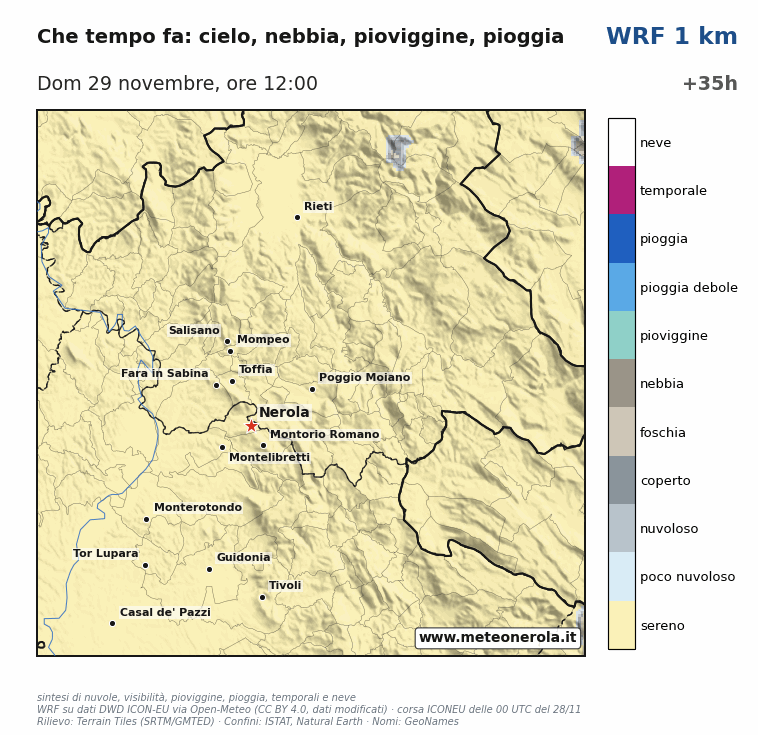 Che tempo fa: cielo, nebbia, pioviggine, pioggia
WRF 1 km
Dom 29 novembre, ore 12:00
+35h
Rieti
Salisano
Mompeo
Fara in Sabina
Toffia
Poggio Moiano
Nerola
Montorio Romano
Montelibretti
Monterotondo
Tor Lupara
Guidonia
Tivoli
Casal de' Pazzi
www.meteonerola.it
neve
temporale
pioggia
pioggia debole
pioviggine
nebbia
foschia
coperto
nuvoloso
poco nuvoloso
sereno
sintesi di nuvole, visibilità, pioviggine, pioggia, temporali e neve
WRF su dati DWD ICON-EU via Open-Meteo (CC BY 4.0, dati modificati) · corsa ICONEU delle 00 UTC del 28/11
Rilievo: Terrain Tiles (SRTM/GMTED) · Confini: ISTAT, Natural Earth · Nomi: GeoNames